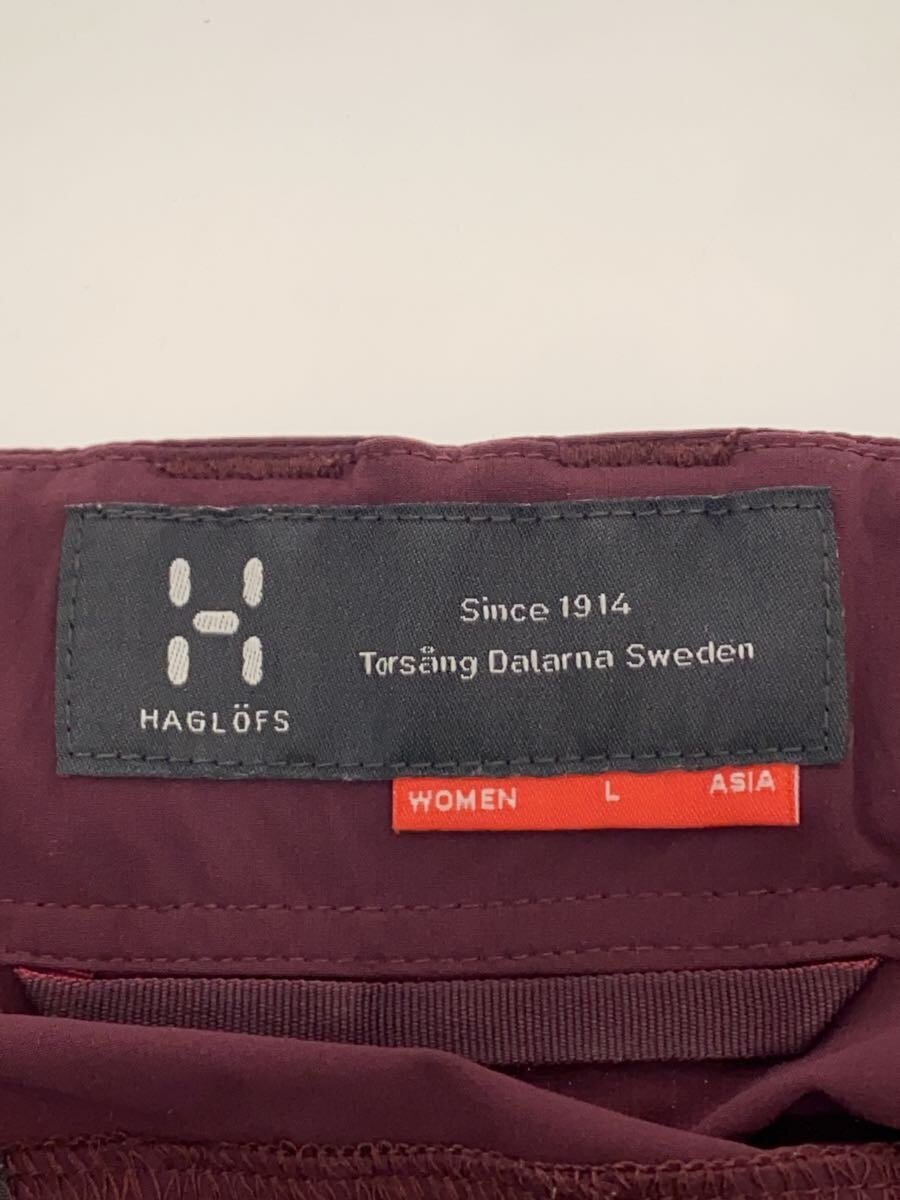 Since 1914
Torsång Dalarna Sweden
HAGLÖFS
WOMEN L ASIA